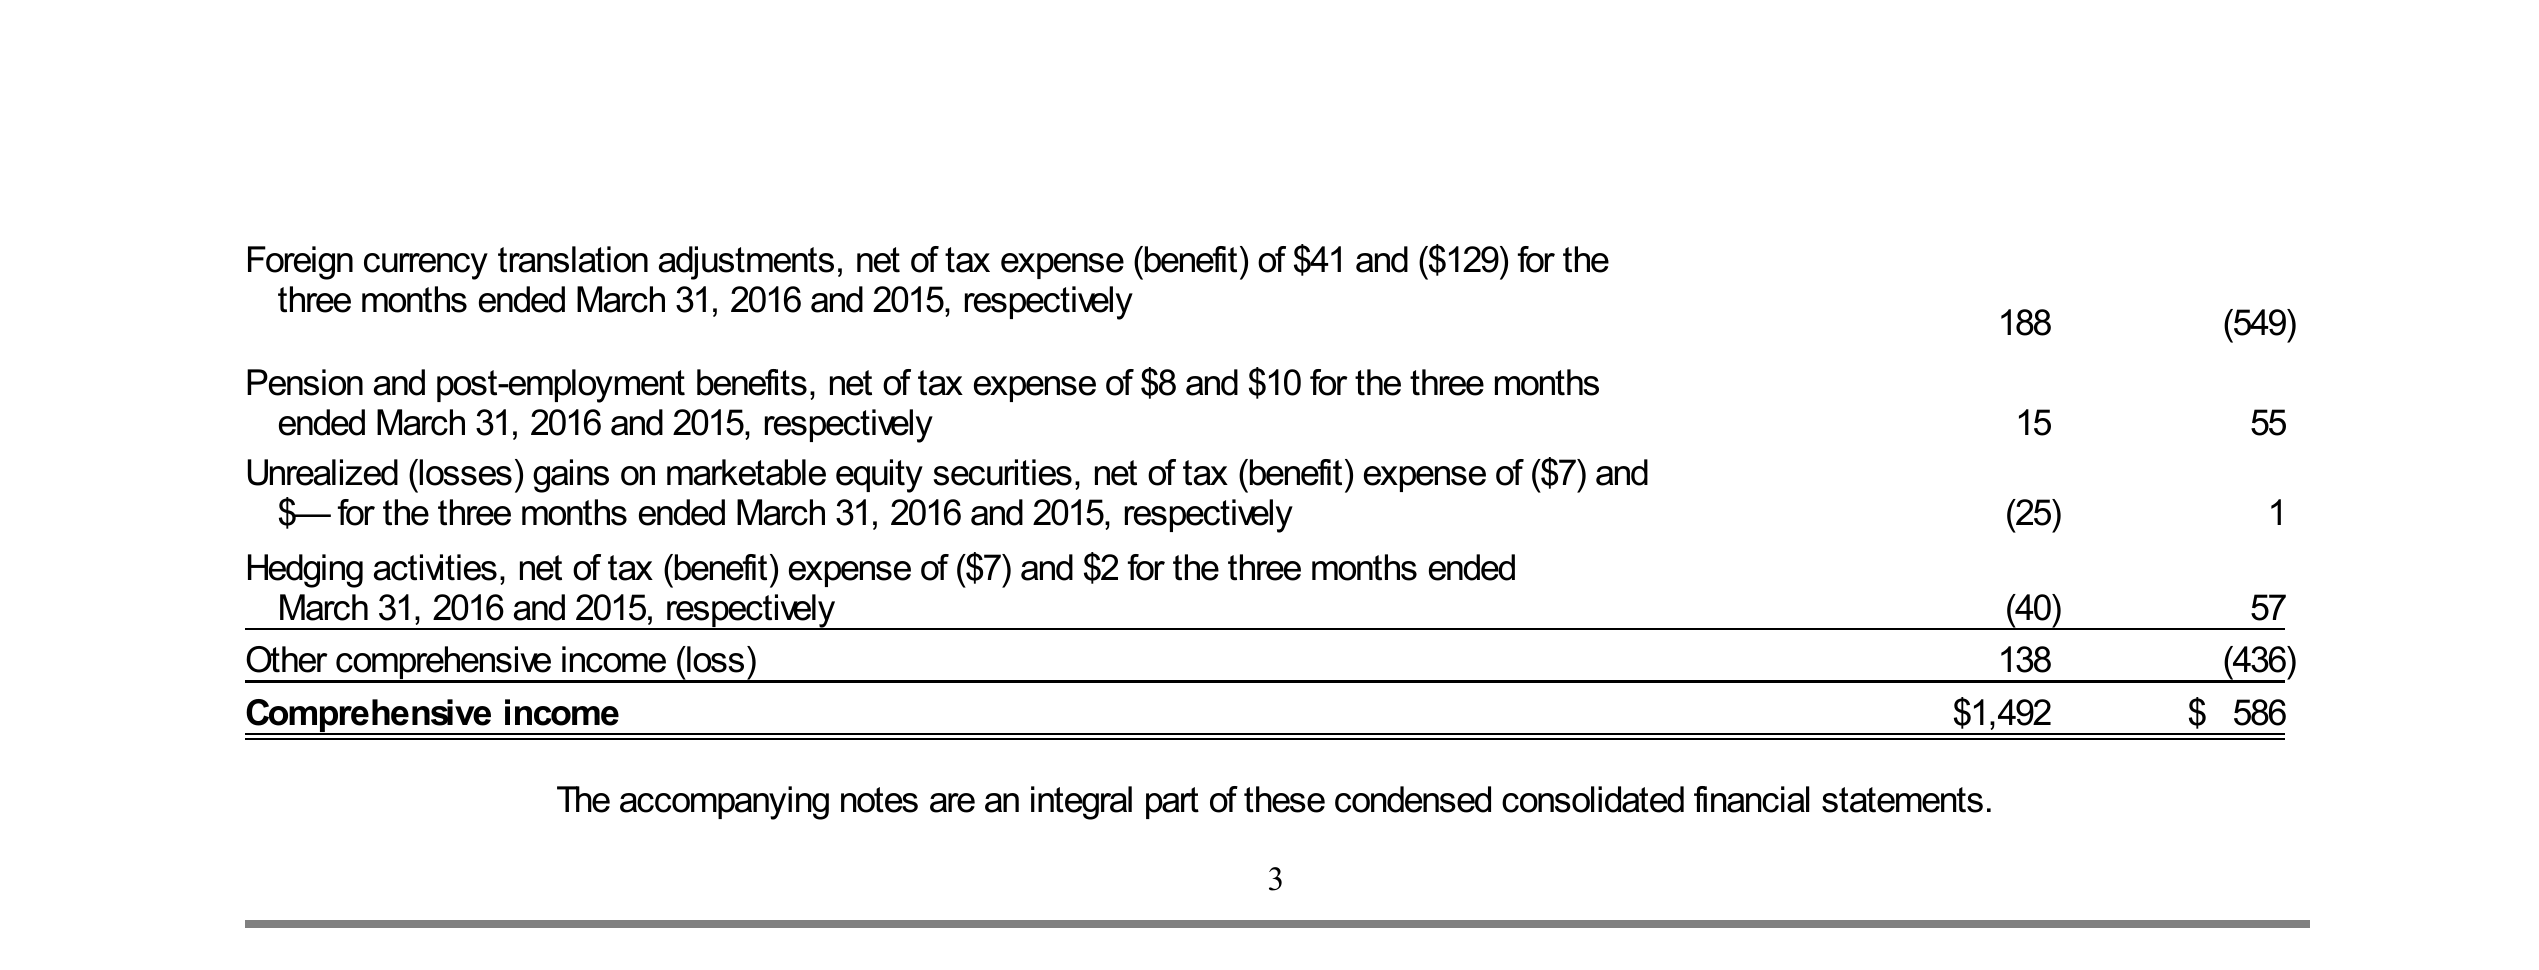 Foreign currency translation adjustments, net of tax expense (benefit) of $41 and ($129) for the
three months ended March 31, 2016 and 2015, respectively 188 (549)
Pension and post-employment benefits, net of tax expense of $8 and $10 for the three months
ended March 31, 2016 and 2015, respectively 15 55
Unrealized (losses) gains on marketable equity securities, net of tax (benefit) expense of ($7) and
$— for the three months ended March 31, 2016 and 2015, respectively (25) 1
Hedging activities, net of tax (benefit) expense of ($7) and $2 for the three months ended
March 31, 2016 and 2015, respectively (40) 57
Other comprehensive income (loss) 138 (436)
Comprehensive income $1,492 $ 586
The accompanying notes are an integral part of these condensed consolidated financial statements.
3